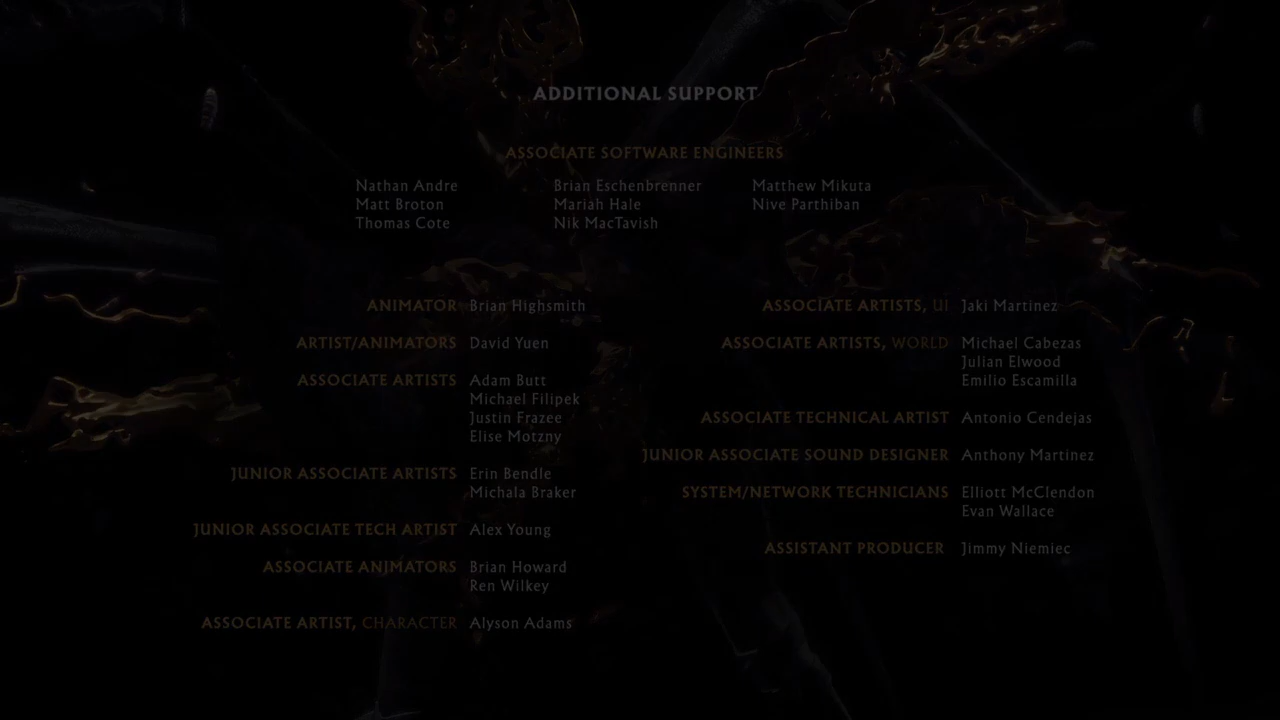 ADDITIONAL SUPPORT
ASSOCIATE SOFTWARE ENGINEERS
Nathan Andre
Matt Broton
Thomas Cote
Brian Eschenbrenner
Mariah Hale
Nik MacTavish
Matthew Mikuta
Nive Parthiban
ANIMATOR Brian Highsmith
ARTIST/ANIMATORS David Yuen
ASSOCIATE ARTISTS Adam Butt
Michael Filipek
Justin Frazee
Elise Motzny
JUNIOR ASSOCIATE ARTISTS Erin Bendle
Michala Braker
JUNIOR ASSOCIATE TECH ARTIST Alex Young
ASSOCIATE ANIMATORS Brian Howard
Ren Wilkey
ASSOCIATE ARTIST, CHARACTER Alyson Adams
ASSOCIATE ARTISTS, UI Jaki Martinez
ASSOCIATE ARTISTS, WORLD Michael Cabezas
Julian Elwood
Emilio Escamilla
ASSOCIATE TECHNICAL ARTIST Antonio Cendejas
JUNIOR ASSOCIATE SOUND DESIGNER Anthony Martinez
SYSTEM/NETWORK TECHNICIANS Elliott McClendon
Evan Wallace
ASSISTANT PRODUCER Jimmy Niemiec